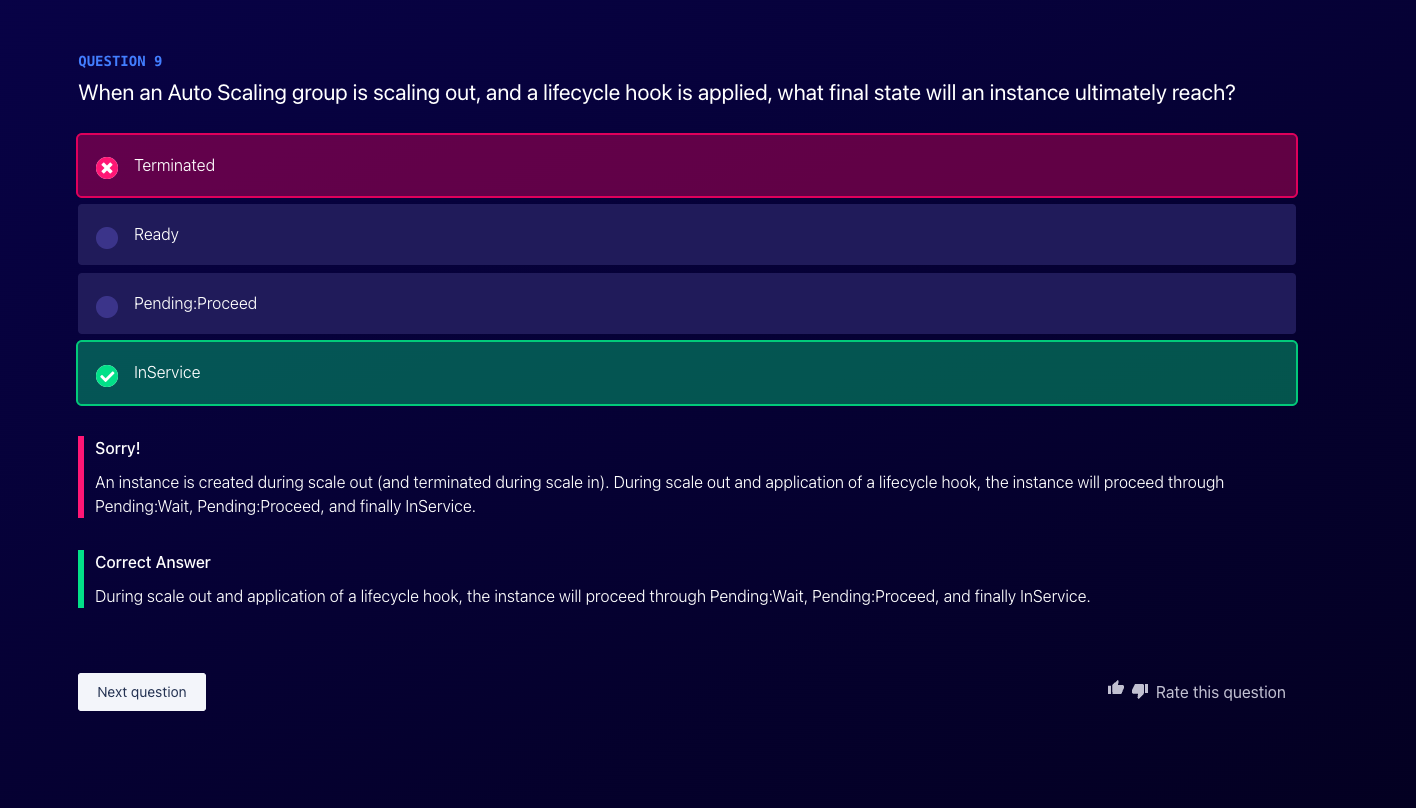 QUESTION 9
When an Auto Scaling group is scaling out, and a lifecycle hook is applied, what final state will an instance ultimately reach?
Terminated
Ready
Pending:Proceed
InService
Sorry!
An instance is created during scale out (and terminated during scale in). During scale out and application of a lifecycle hook, the instance will proceed through
Pending:Wait, Pending:Proceed, and finally InService.
Correct Answer
During scale out and application of a lifecycle hook, the instance will proceed through Pending:Wait, Pending:Proceed, and finally InService.
Next question
Rate this question